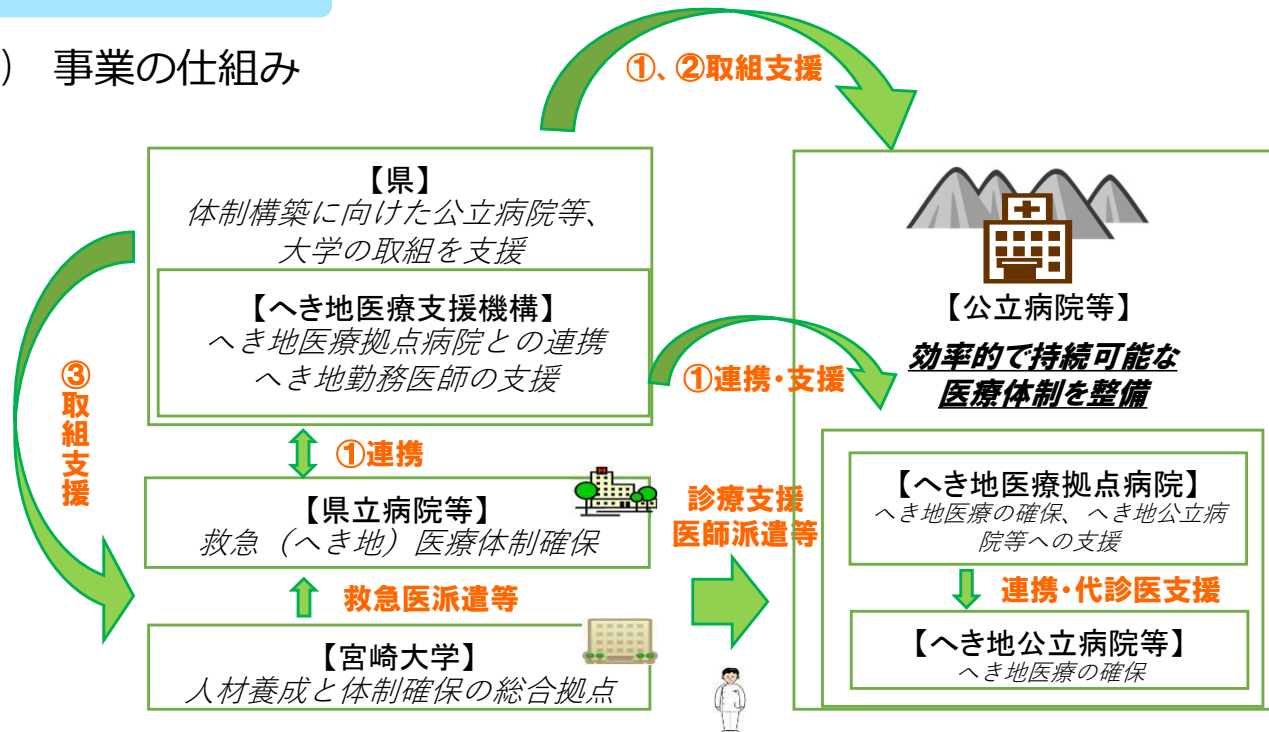 ) 事業の仕組み
①、②取組支援
【県】
体制構築に向けた公立病院等、
大学の取組を支援
【へき地医療支援機構】
へき地医療拠点病院との連携
へき地勤務医師の支援
③取組支援
①連携
【県立病院等】
救急（へき地）医療体制確保
救急医派遣等
【宮崎大学】
人材養成と体制確保の総合拠点
①連携・支援
診療支援
医師派遣等
【公立病院等】
効率的で持続可能な
医療体制を整備
【へき地医療拠点病院】
へき地医療の確保、へき地公立病
院等への支援
連携・代診医支援
【へき地公立病院等】
へき地医療の確保